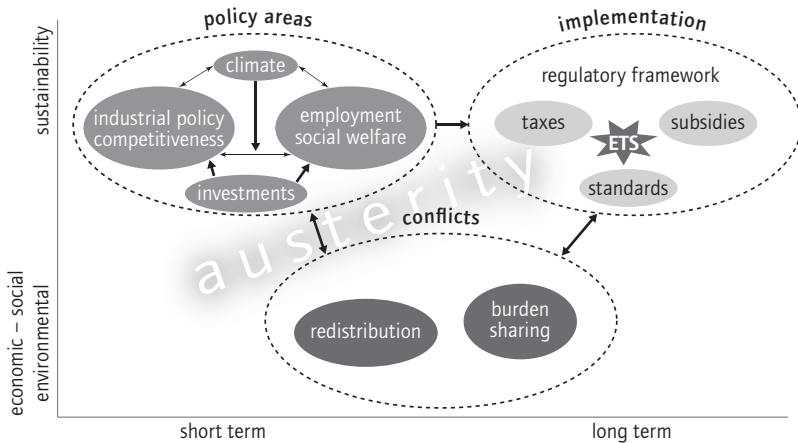 policy areas
implementation
sustainability
climate
industrial policy
competitiveness
employment
social welfare
investments
regulatory framework
taxes
ETS
subsidies
standards
austerity
conflicts
redistribution
burden
sharing
economic – social
environmental
short term
long term